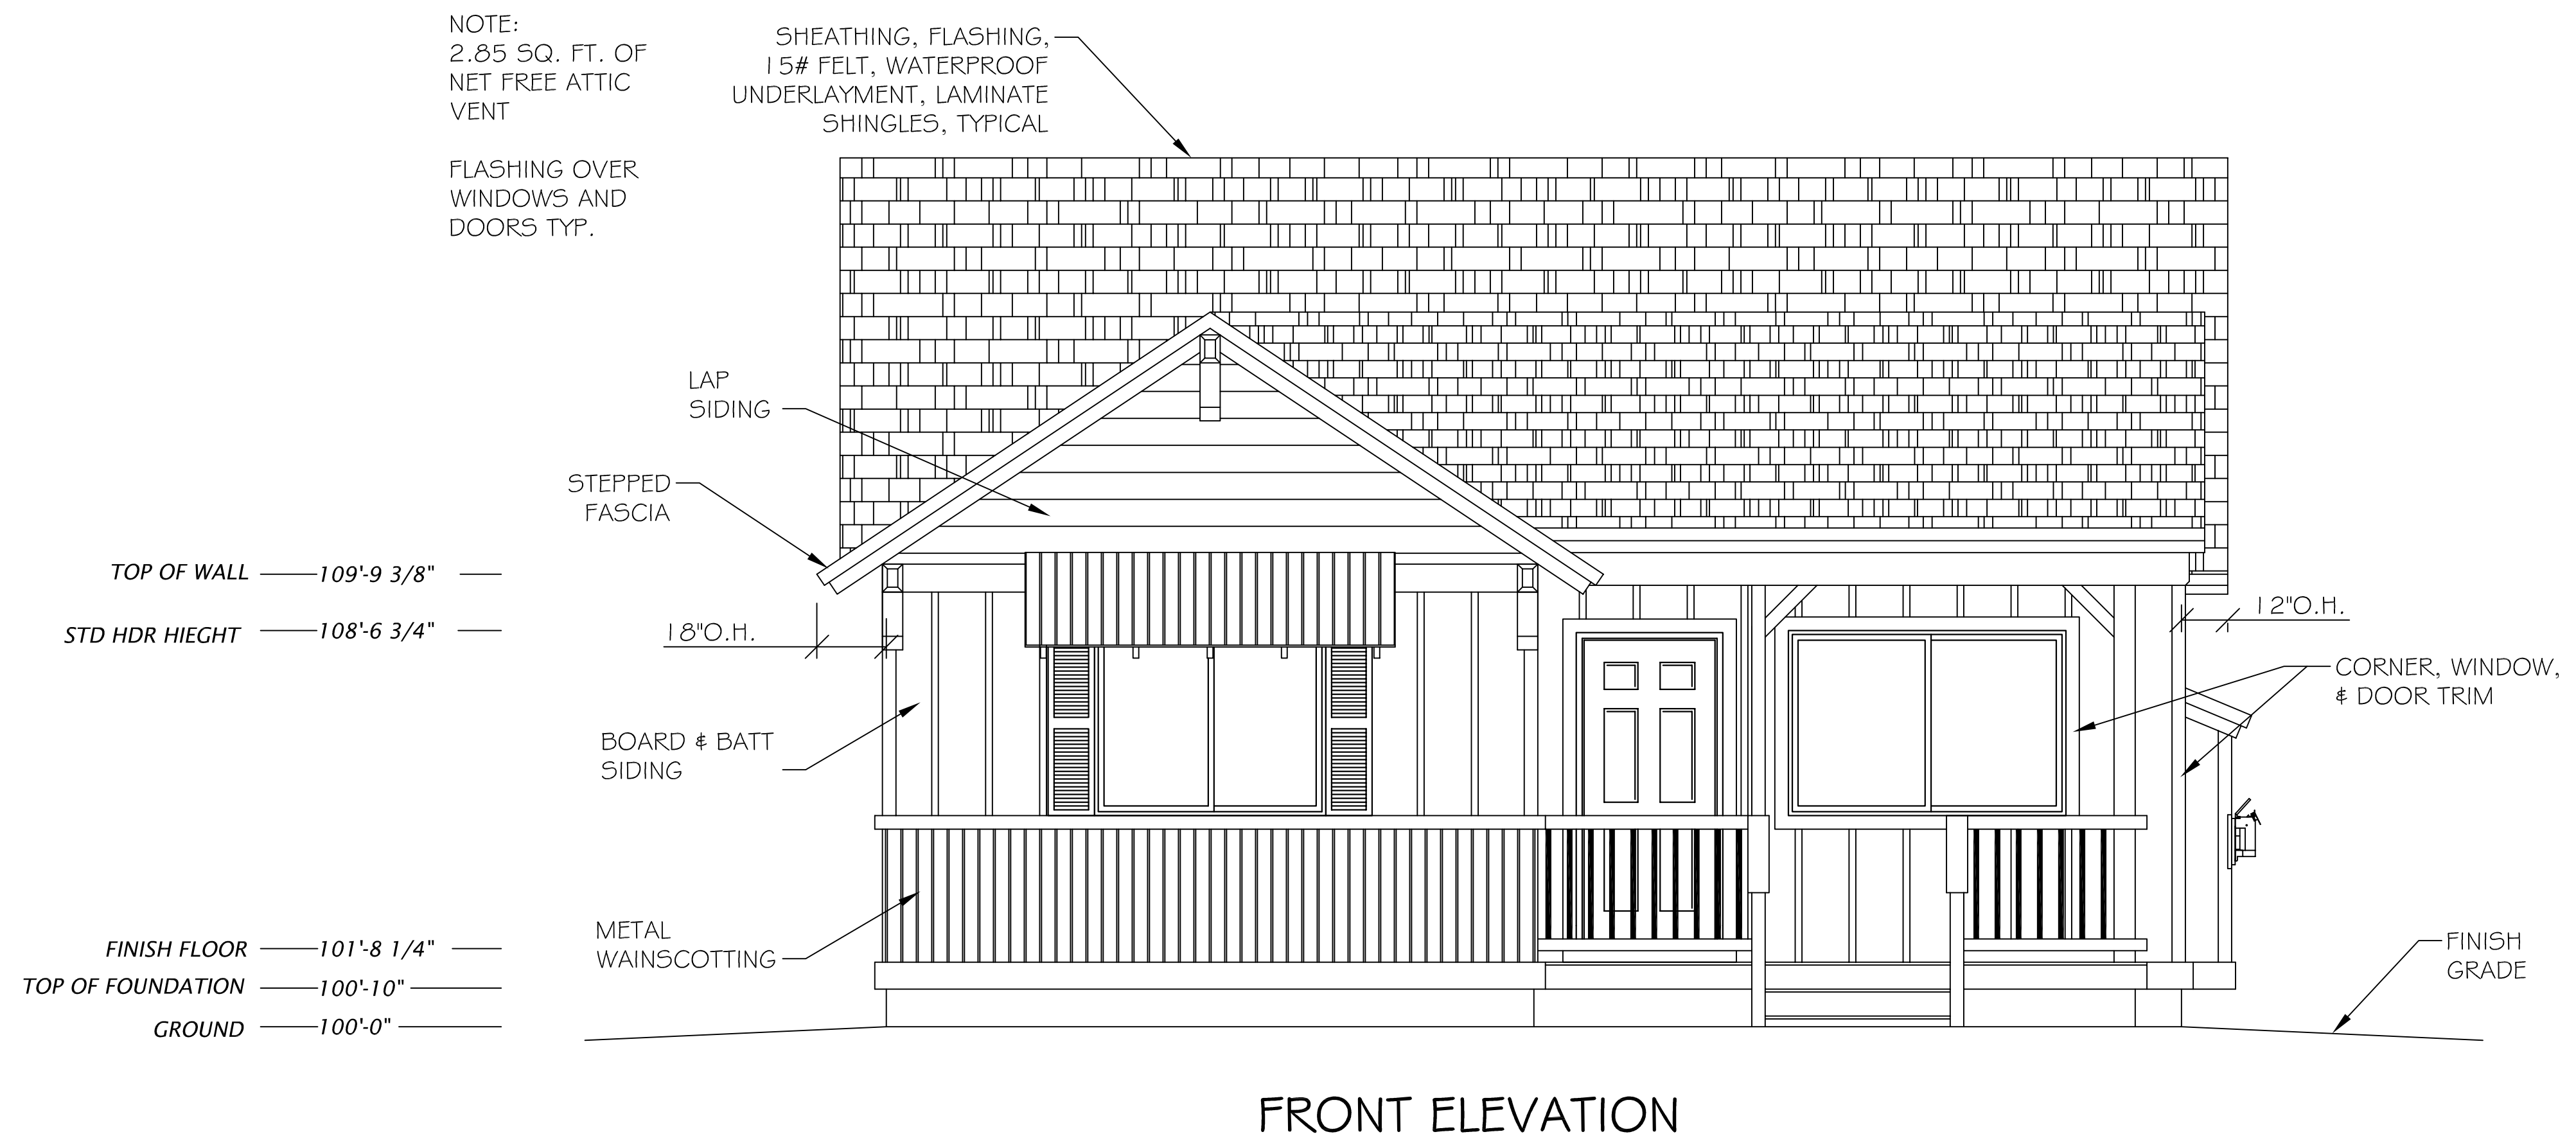 NOTE:
2.85 SQ. FT. OF
NET FREE ATTIC
VENT
FLASHING OVER
WINDOWS AND
DOORS TYP.
SHEATHING, FLASHING,
15# FELT, WATERPROOF
UNDERLAYMENT, LAMINATE
SHINGLES, TYPICAL
LAP
SIDING
STEPPED
FASCIA
TOP OF WALL 109'-9 3/8"
STD HDR HIEGHT 108'-6 3/4"
18"O.H.
12"O.H.
CORNER, WINDOW,
& DOOR TRIM
BOARD & BATT
SIDING
METAL
WAINSCOTTING
FINISH FLOOR 101'-8 1/4"
TOP OF FOUNDATION 100'-10"
GROUND 100'-0"
FINISH
GRADE
FRONT ELEVATION